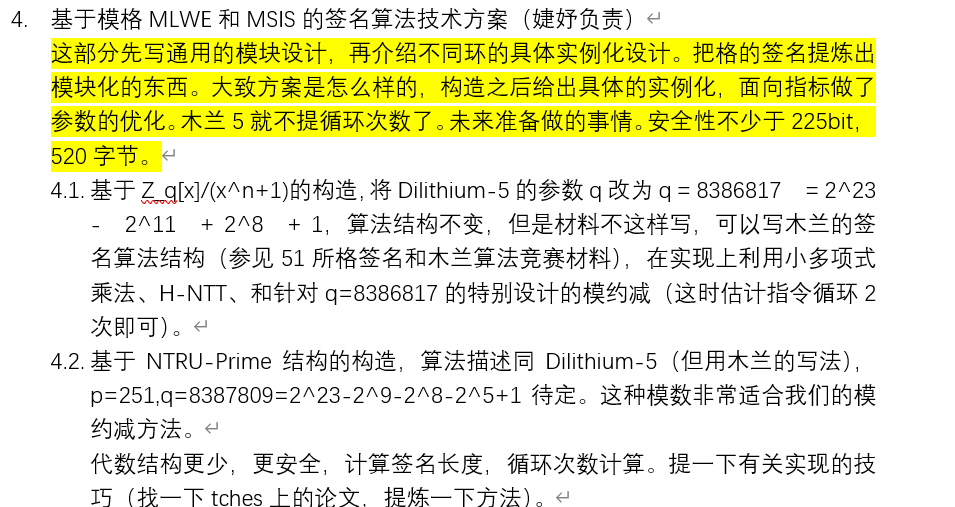 4. 基于模格 MLWE 和 MSIS 的签名算法技术方案（婕妤负责）
这部分先写通用的模块设计，再介绍不同环的具体实例化设计。把格的签名提炼出
模块化的东西。大致方案是怎么样的，构造之后给出具体的实例化，面向指标做了
参数的优化。木兰 5 就不提循环次数了。未来准备做的事情。安全性不少于 225bit，
520 字节。
4.1. 基于 Z_q[x]/(x^n+1)的构造, 将 Dilithium-5 的参数 q 改为 q = 8386817 = 2^23
- 2^11 + 2^8 + 1，算法结构不变，但是材料不这样写，可以写木兰的签
名算法结构（参见 51 所格签名和木兰算法竞赛材料），在实现上利用小多项式
乘法、H-NTT、和针对 q=8386817 的特别设计的模约减（这时估计指令循环 2
次即可）。
4.2. 基于 NTRU-Prime 结构的构造，算法描述同 Dilithium-5（但用木兰的写法），
p=251,q=8387809=2^23-2^9-2^8-2^5+1 待定。这种模数非常适合我们的模
约减方法。
代数结构更少，更安全，计算签名长度，循环次数计算。提一下有关实现的技
巧（找一下 tches 上的论文，提炼一下方法）。